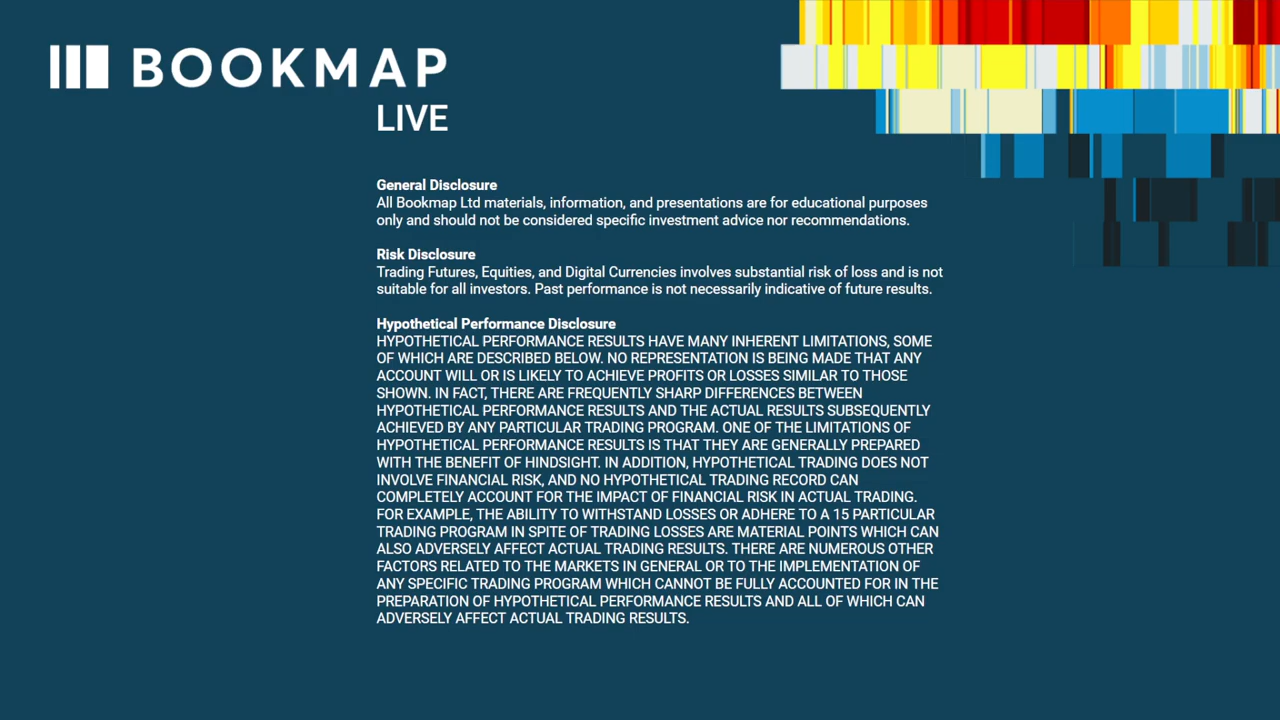 BOOKMAP
LIVE
General Disclosure
All Bookmap Ltd materials, information, and presentations are for educational purposes
only and should not be considered specific investment advice nor recommendations.
Risk Disclosure
Trading Futures, Equities, and Digital Currencies involves substantial risk of loss and is not
suitable for all investors. Past performance is not necessarily indicative of future results.
Hypothetical Performance Disclosure
HYPOTHETICAL PERFORMANCE RESULTS HAVE MANY INHERENT LIMITATIONS, SOME
OF WHICH ARE DESCRIBED BELOW. NO REPRESENTATION IS BEING MADE THAT ANY
ACCOUNT WILL OR IS LIKELY TO ACHIEVE PROFITS OR LOSSES SIMILAR TO THOSE
SHOWN. IN FACT, THERE ARE FREQUENTLY SHARP DIFFERENCES BETWEEN
HYPOTHETICAL PERFORMANCE RESULTS AND THE ACTUAL RESULTS SUBSEQUENTLY
ACHIEVED BY ANY PARTICULAR TRADING PROGRAM. ONE OF THE LIMITATIONS OF
HYPOTHETICAL PERFORMANCE RESULTS IS THAT THEY ARE GENERALLY PREPARED
WITH THE BENEFIT OF HINDSIGHT. IN ADDITION, HYPOTHETICAL TRADING DOES NOT
INVOLVE FINANCIAL RISK, AND NO HYPOTHETICAL TRADING RECORD CAN
COMPLETELY ACCOUNT FOR THE IMPACT OF FINANCIAL RISK IN ACTUAL TRADING.
FOR EXAMPLE, THE ABILITY TO WITHSTAND LOSSES OR ADHERE TO A 15 PARTICULAR
TRADING PROGRAM IN SPITE OF TRADING LOSSES ARE MATERIAL POINTS WHICH CAN
ALSO ADVERSELY AFFECT ACTUAL TRADING RESULTS. THERE ARE NUMEROUS OTHER
FACTORS RELATED TO THE MARKETS IN GENERAL OR TO THE IMPLEMENTATION OF
ANY SPECIFIC TRADING PROGRAM WHICH CANNOT BE FULLY ACCOUNTED FOR IN THE
PREPARATION OF HYPOTHETICAL PERFORMANCE RESULTS AND ALL OF WHICH CAN
ADVERSELY AFFECT ACTUAL TRADING RESULTS.